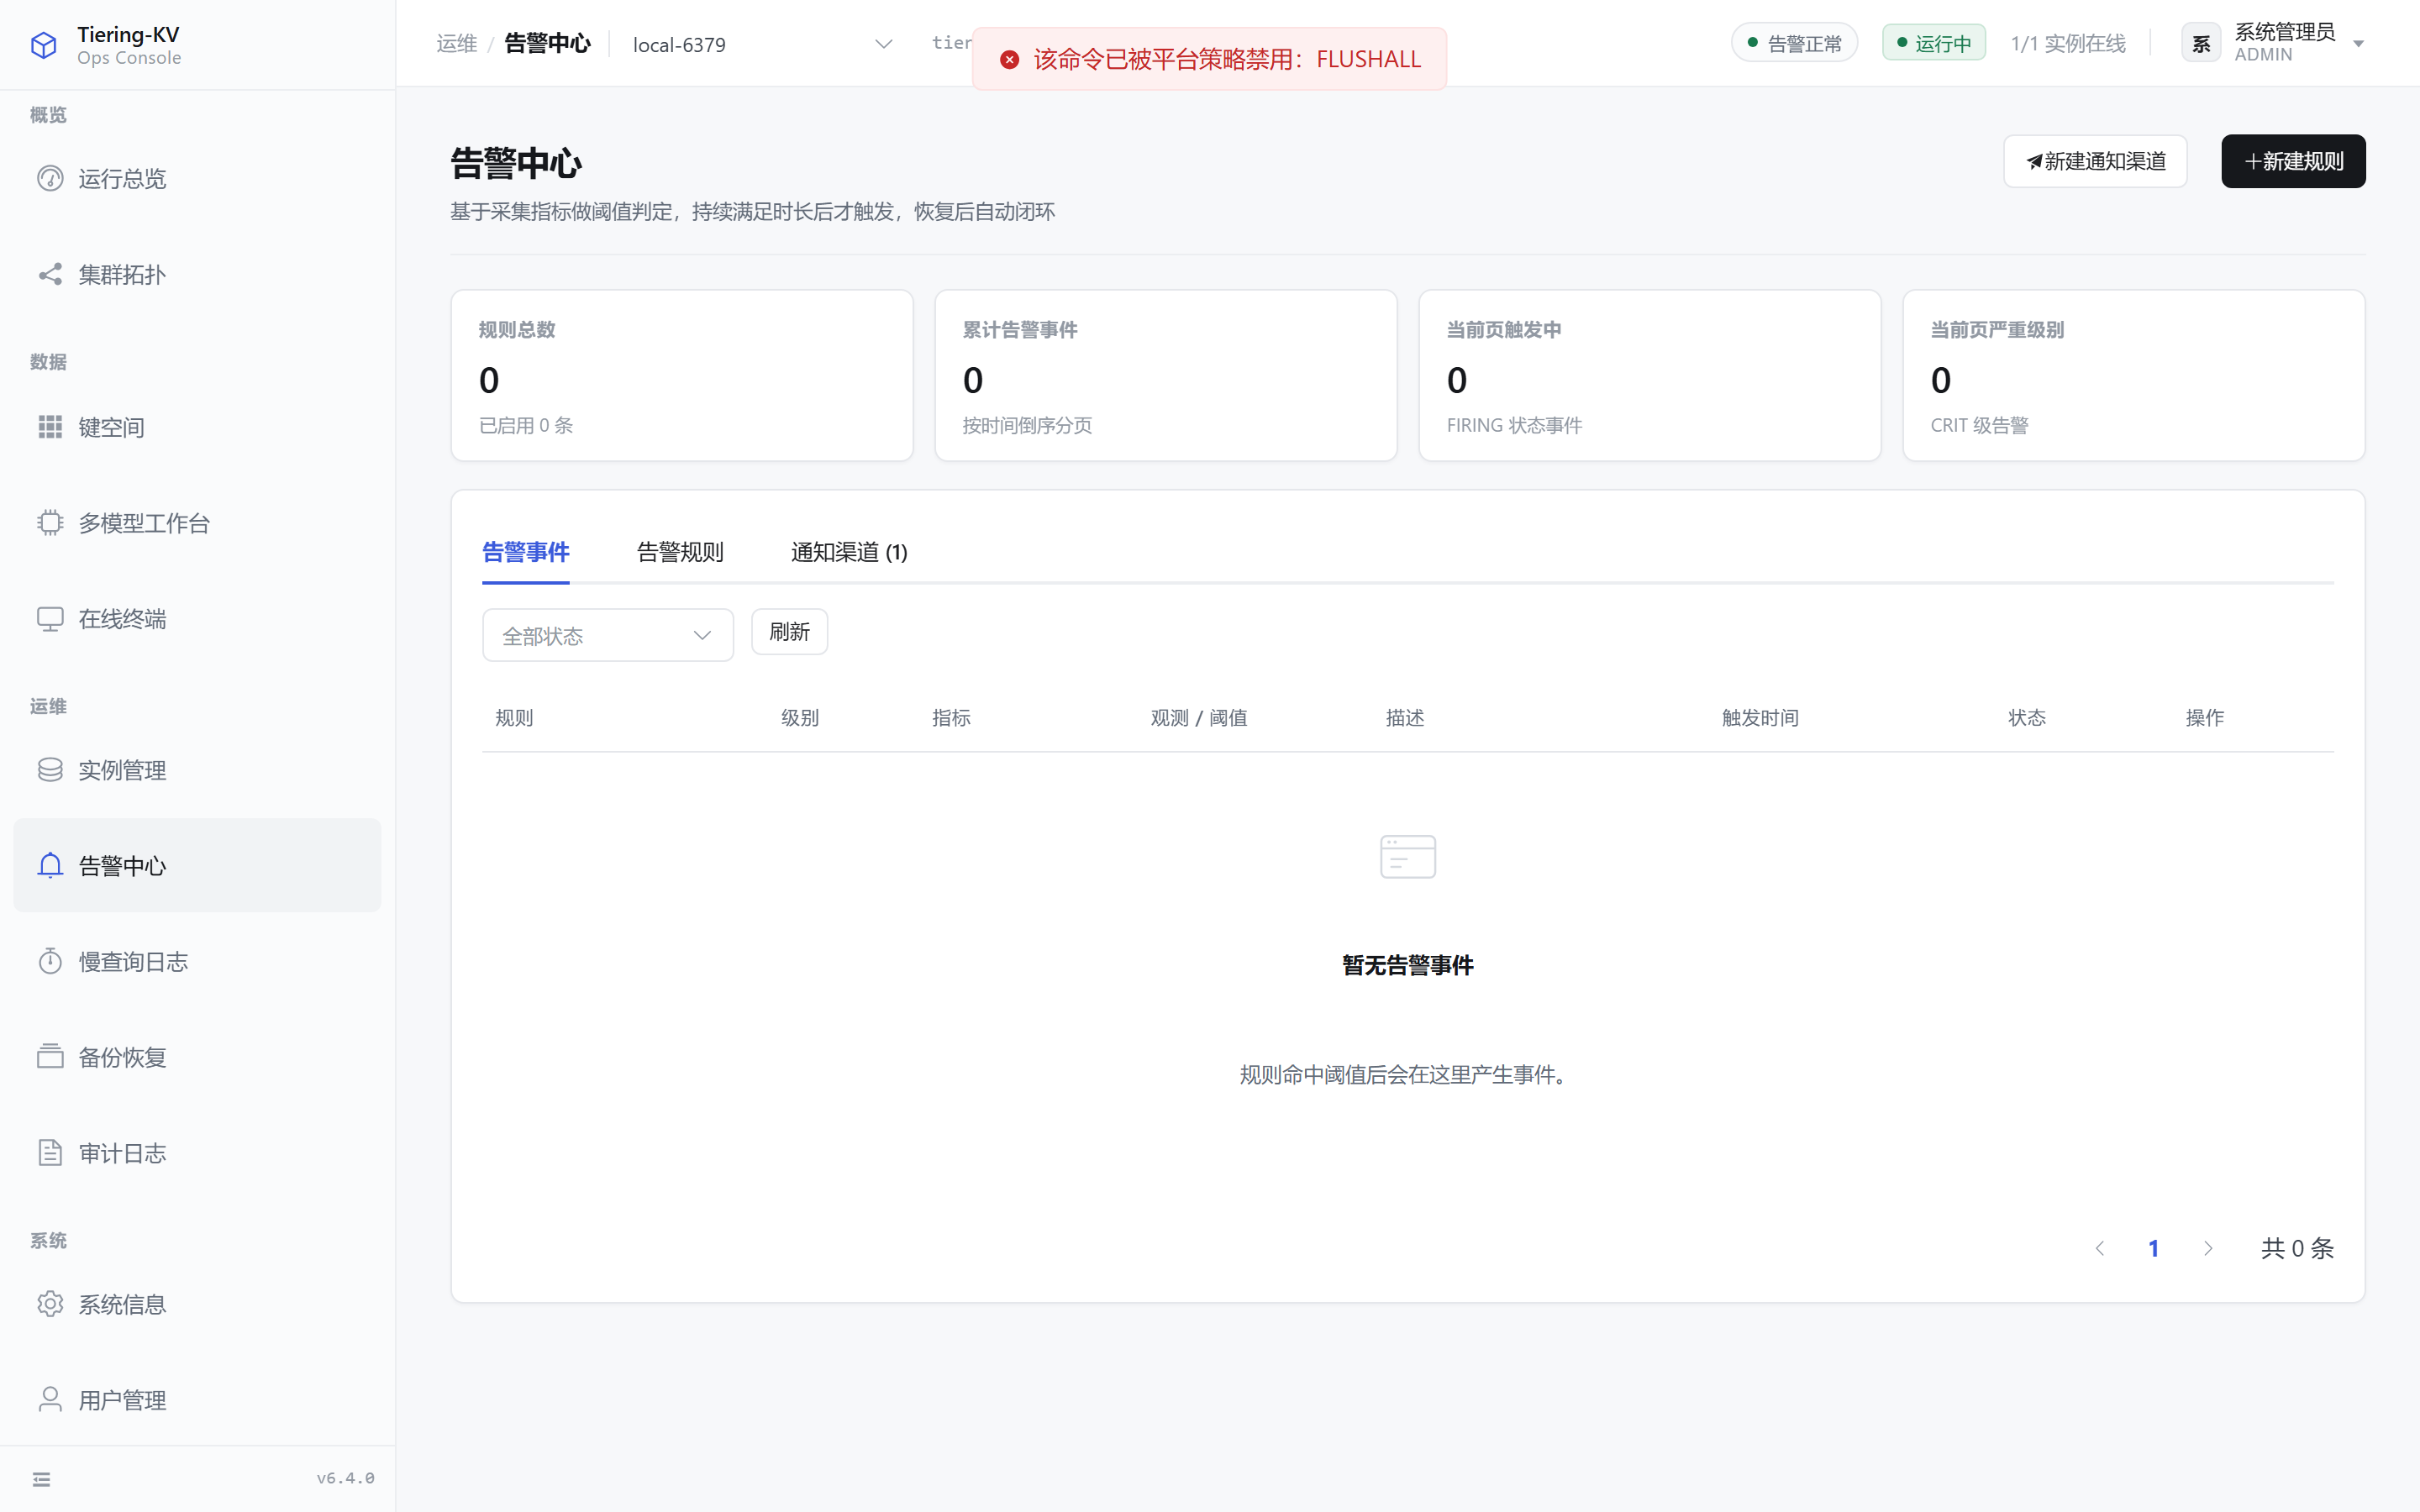 Tiering-KV
Ops Console
概览
运行总览
集群拓扑
数据
键空间
多模型工作台
在线终端
运维
实例管理
告警中心
慢查询日志
备份恢复
审计日志
系统
系统信息
用户管理
v6.4.0
运维 / 告警中心 local-6379 tier
该命令已被平台策略禁用：FLUSHALL
告警正常 运行中 1/1 实例在线 系 系统管理员
ADMIN
告警中心
基于采集指标做阈值判定，持续满足时长后才触发，恢复后自动闭环
新建通知渠道 新建规则
规则总数
0
已启用 0 条
累计告警事件
0
按时间倒序分页
当前页触发中
0
FIRING 状态事件
当前页严重级别
0
CRIT 级告警
告警事件 告警规则 通知渠道 (1)
全部状态 刷新
规则 级别 指标 观测 / 阈值 描述 触发时间 状态 操作
暂无告警事件
规则命中阈值后会在这里产生事件。
1 共 0 条